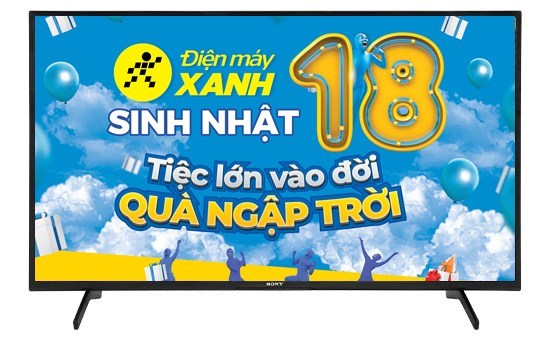 Điện máy
XANH
SINH NHẬT
18
Tiệc lớn vào đời
QUÀ NGẬP TRỜI
SONY